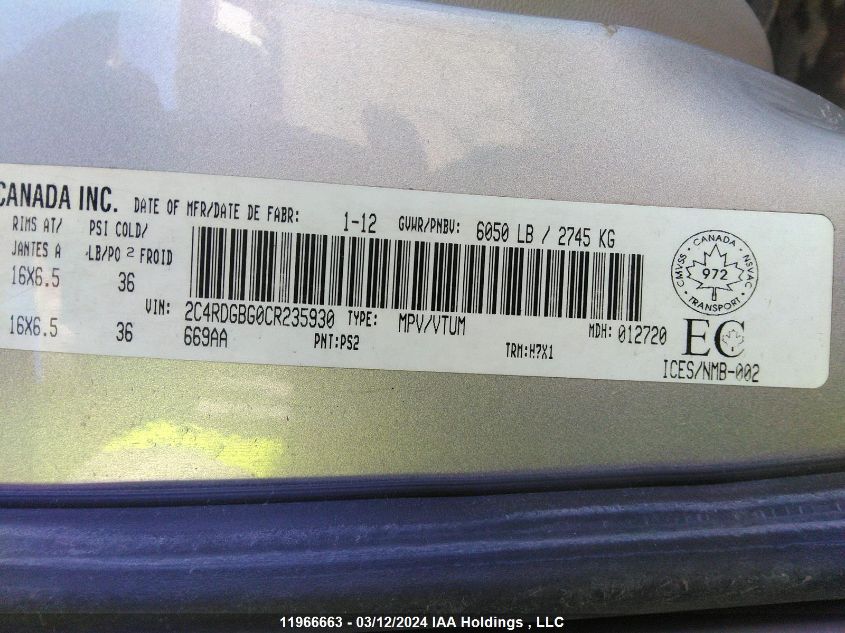 CANADA INC. DATE OF MFR/DATE DE FABR: 1-12 GVWR/PNBV: 6050 LB / 2745 KG
RIMS AT/ PSI COLD/
JANTES A LB/PO 2 FROID
16X6.5 36
VIN: 2C4RDGBG0CR235930 TYPE: MPV/VTUM MDH: 012720
16X6.5 36 669AA PNT:PS2 TRM:H7X1
CMVSS · CANADA · NSVAC
972
TRANSPORT
EC
ICES/NMB-002
11966663 - 03/12/2024 IAA Holdings , LLC